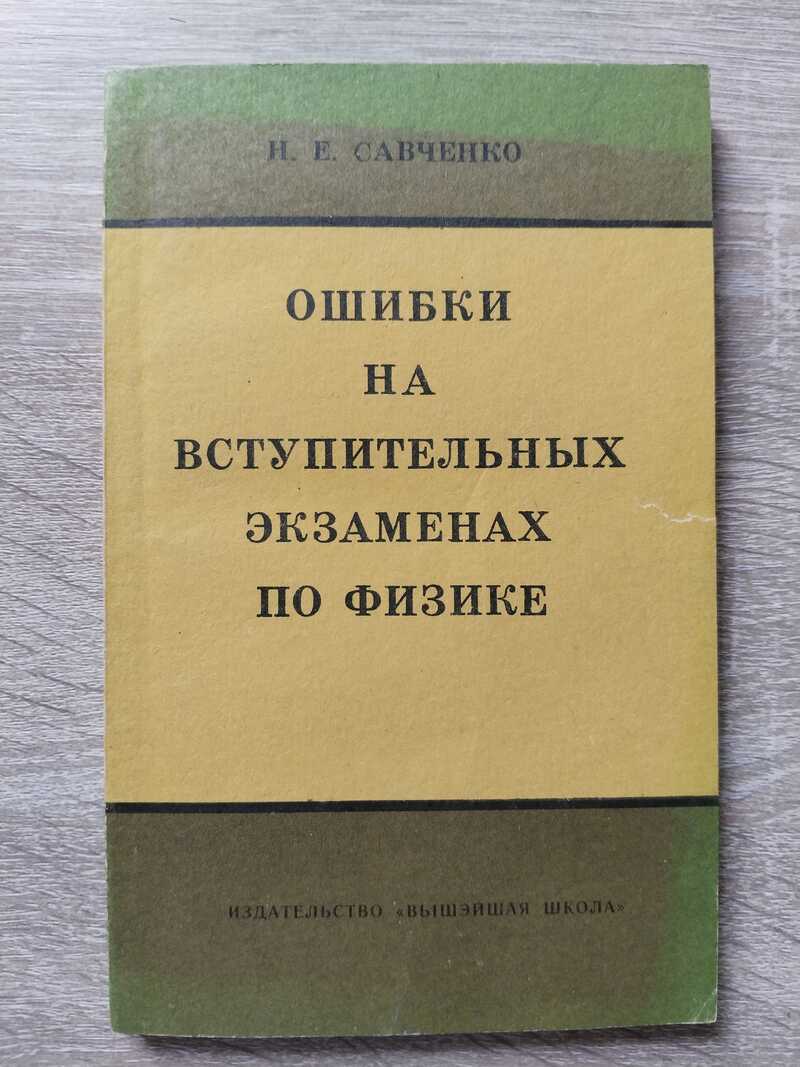 Н. Е. САВЧЕНКО
ОШИБКИ
НА
ВСТУПИТЕЛЬНЫХ
ЭКЗАМЕНАХ
ПО ФИЗИКЕ
ИЗДАТЕЛЬСТВО «ВЫШЭЙШАЯ ШКОЛА»